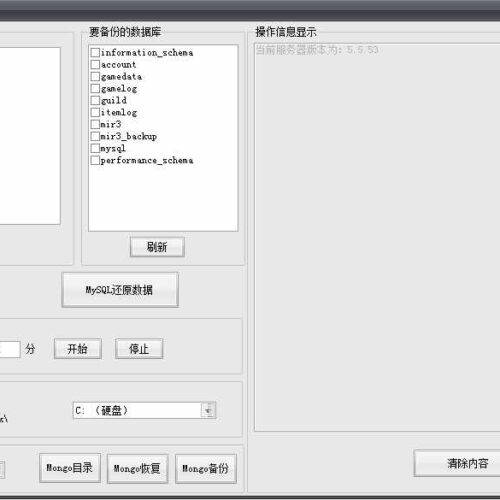 要备份的数据库
information_schema
account
gamedata
gamelog
guild
itemlog
mir3
mir3_backup
mysql
performance_schema
刷新
MySQL还原数据
分
开始
停止
C: （硬盘）
Mongo目录
Mongo恢复
Mongo备份
操作信息显示
当前服务器版本为: 5.5.53
清除内容